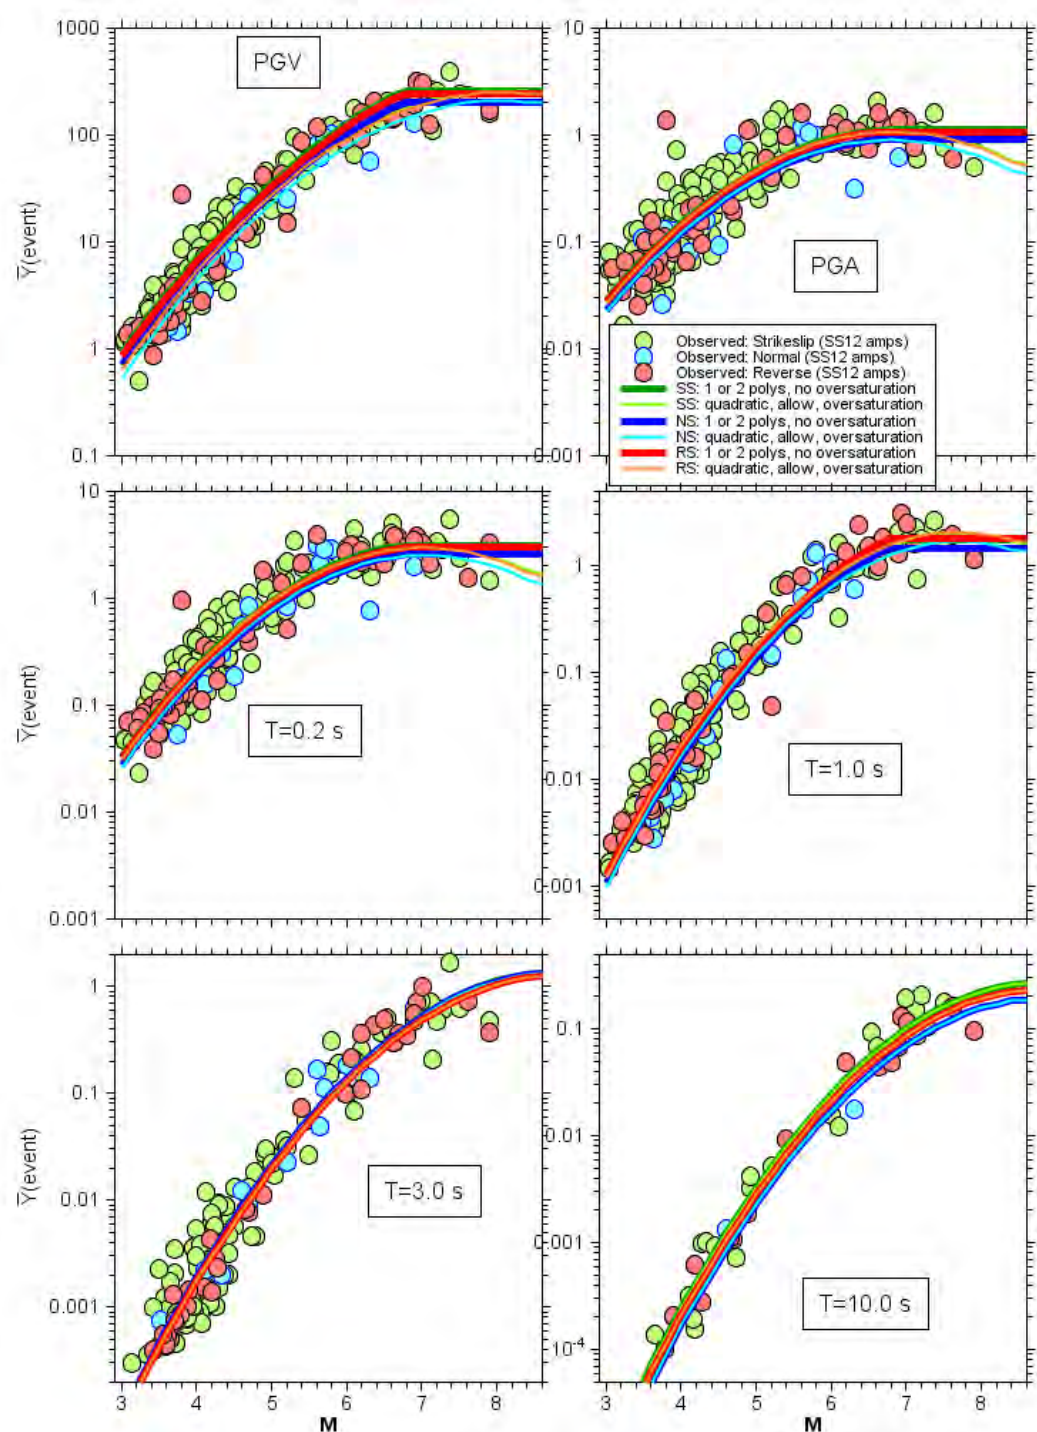 1000
100
10
1
0.1
Ȳ(event)
PGV
10
1
0.1
0.01
0.001
PGA
Observed: Strikeslip (SS12 amps)
Observed: Normal (SS12 amps)
Observed: Reverse (SS12 amps)
SS: 1 or 2 polys, no oversaturation
SS: quadratic, allow, oversaturation
NS: 1 or 2 polys, no oversaturation
NS: quadratic, allow, oversaturation
RS: 1 or 2 polys, no oversaturation
RS: quadratic, allow, oversaturation
10
1
0.1
0.01
0.001
Ȳ(event)
T=0.2 s
1
0.1
0.01
0.001
T=1.0 s
1
0.1
0.01
0.001
Ȳ(event)
T=3.0 s
3 4 5 6 7 8
M
0.1
0.01
0.001
10⁻⁴
T=10.0 s
3 4 5 6 7 8
M